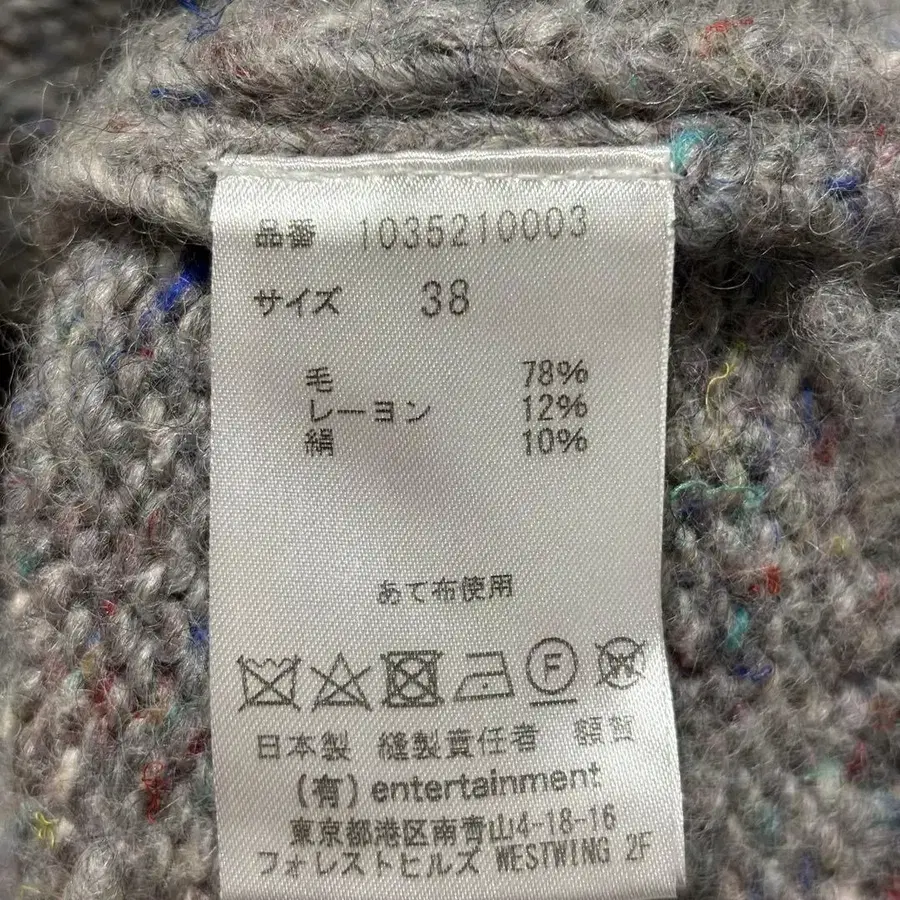 品番 1035210003
サイズ 38
毛 78%
レーヨン 12%
絹 10%
あて布使用
F W
日本製 縫製責任者 額賀
(有) entertainment
東京都港区南青山4-18-16
フォレストヒルズ WESTWING 2F